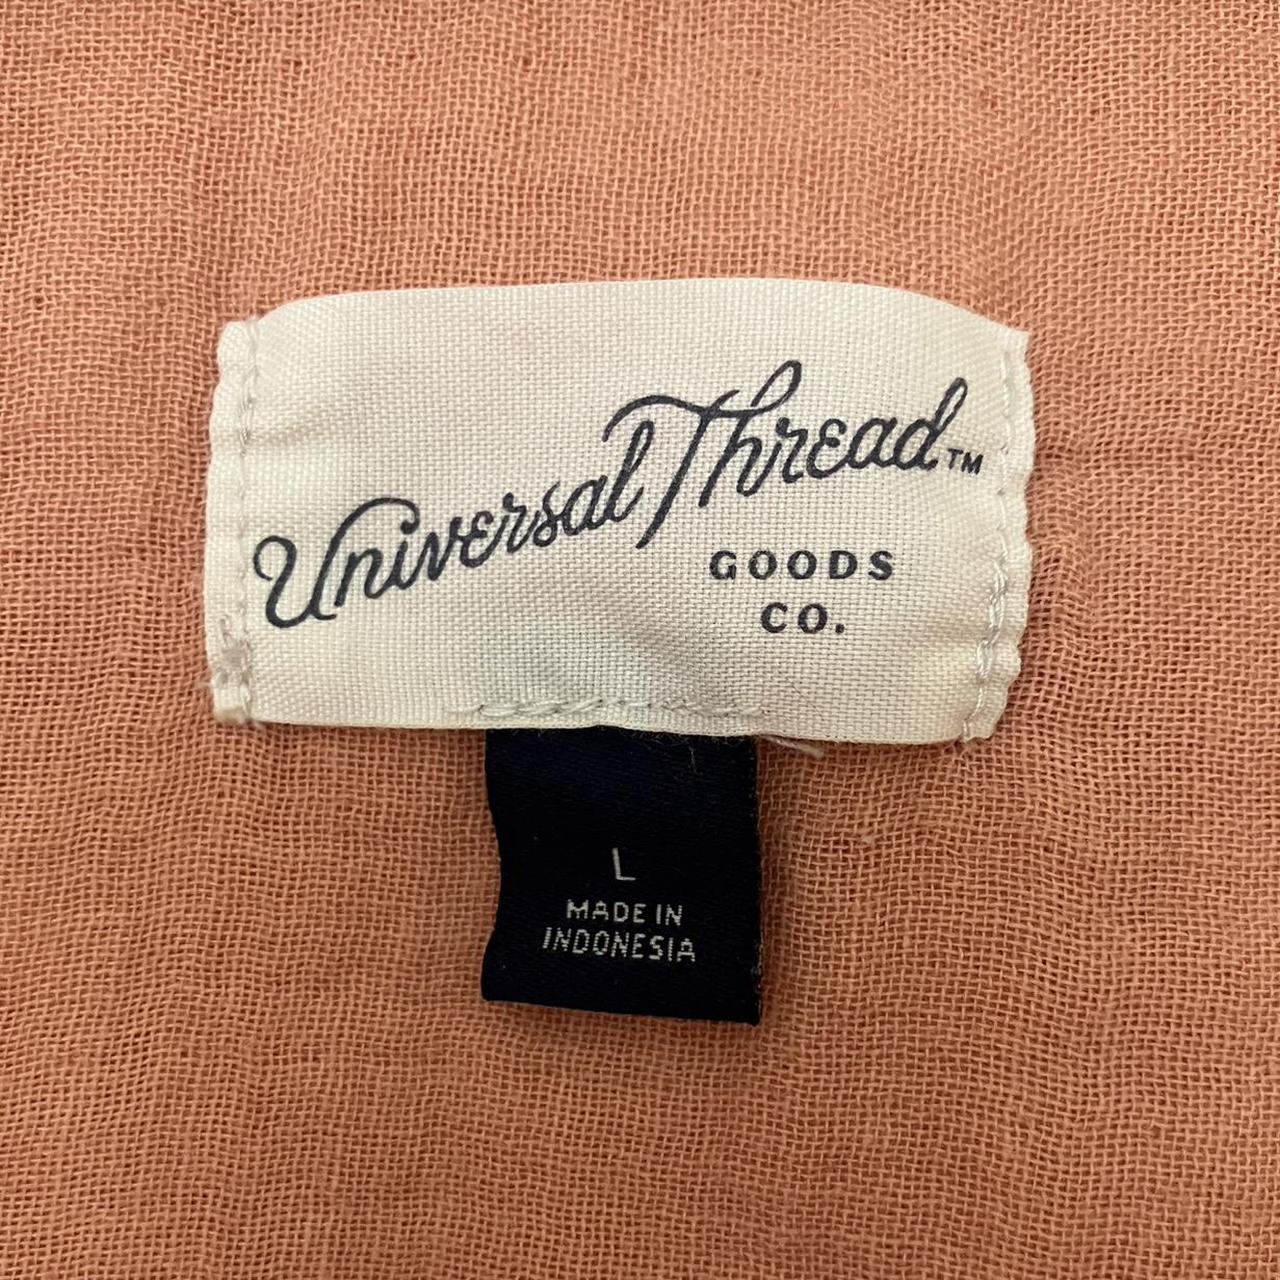 Universal Thread™
GOODS
CO.
L
MADE IN
INDONESIA